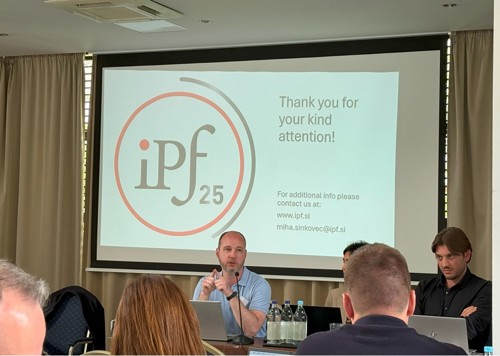 iPf
25
Thank you for
your kind
attention!
For additional info please
contact us at:
www.ipf.si
miha.sinkovec@ipf.si